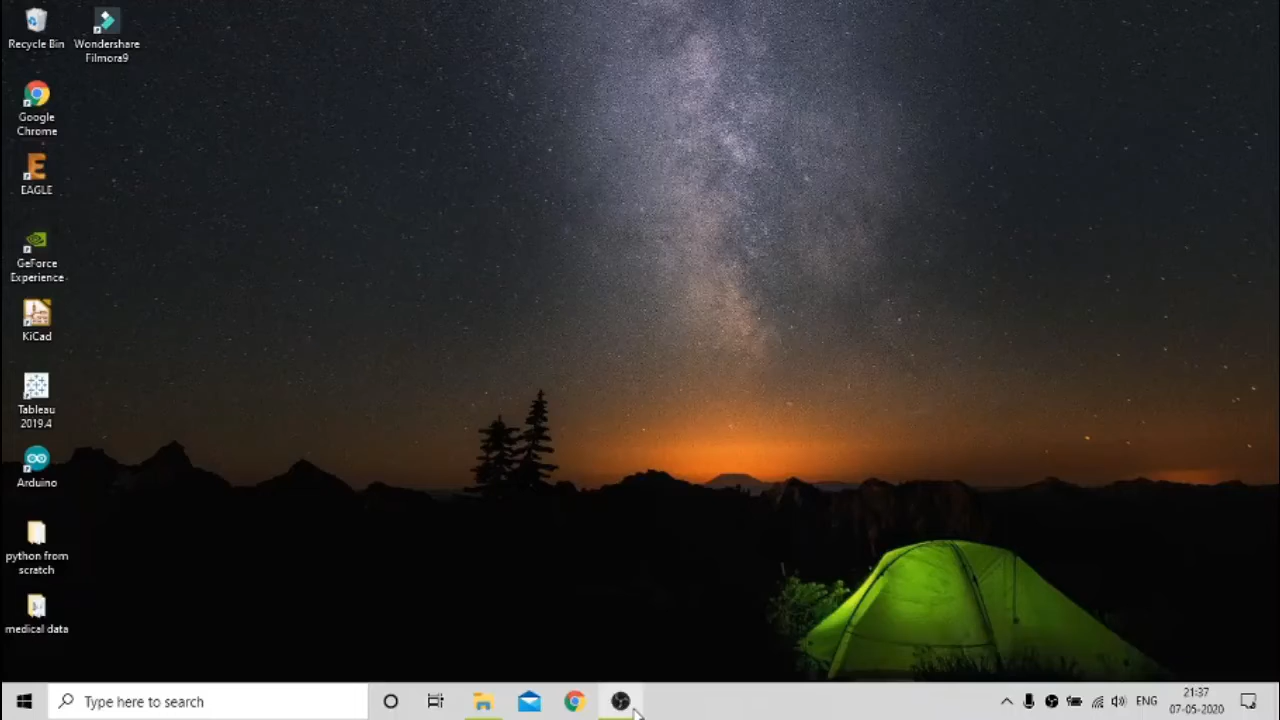 Recycle Bin
Wondershare
Filmora9
Google
Chrome
EAGLE
GeForce
Experience
KiCad
Tableau
2019.4
Arduino
python from
scratch
medical data
Type here to search
ENG
21:37
07-05-2020